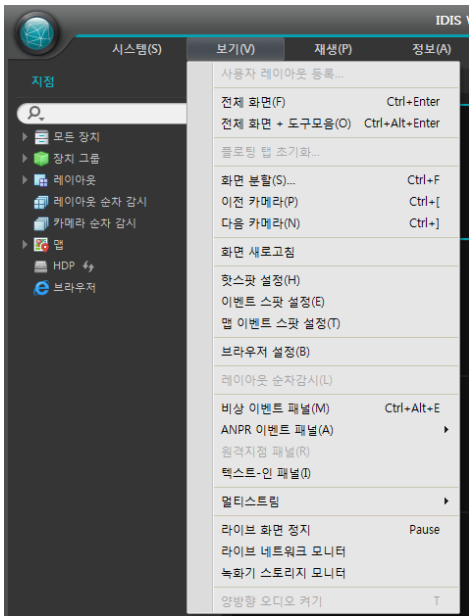 IDIS
시스템(S) 보기(V) 재생(P) 정보(A)
지점
모든 장치
장치 그룹
레이아웃
레이아웃 순차 감시
카메라 순차 감시
맵
HDP
브라우저
사용자 레이아웃 등록...
전체 화면(F) Ctrl+Enter
전체 화면 + 도구모음(O) Ctrl+Alt+Enter
플로팅 탭 초기화...
화면 분할(S)... Ctrl+F
이전 카메라(P) Ctrl+[
다음 카메라(N) Ctrl+]
화면 새로고침
핫스팟 설정(H)
이벤트 스팟 설정(E)
맵 이벤트 스팟 설정(T)
브라우저 설정(B)
레이아웃 순차감시(L)
비상 이벤트 패널(M) Ctrl+Alt+E
ANPR 이벤트 패널(A)
원격지점 패널(R)
텍스트-인 패널(I)
멀티스트림
라이브 화면 정지 Pause
라이브 네트워크 모니터
녹화기 스토리지 모니터
양방향 오디오 켜기 T